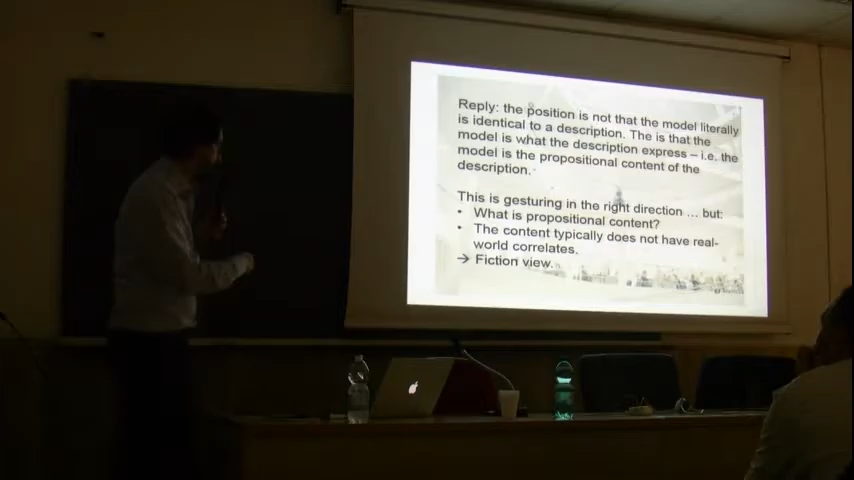 Reply: the position is not that the model literally
is identical to a description. The is that the
model is what the description express – i.e. the
model is the propositional content of the
description.
This is gesturing in the right direction ... but:
• What is propositional content?
• The content typically does not have real-
world correlates.
→ Fiction view.